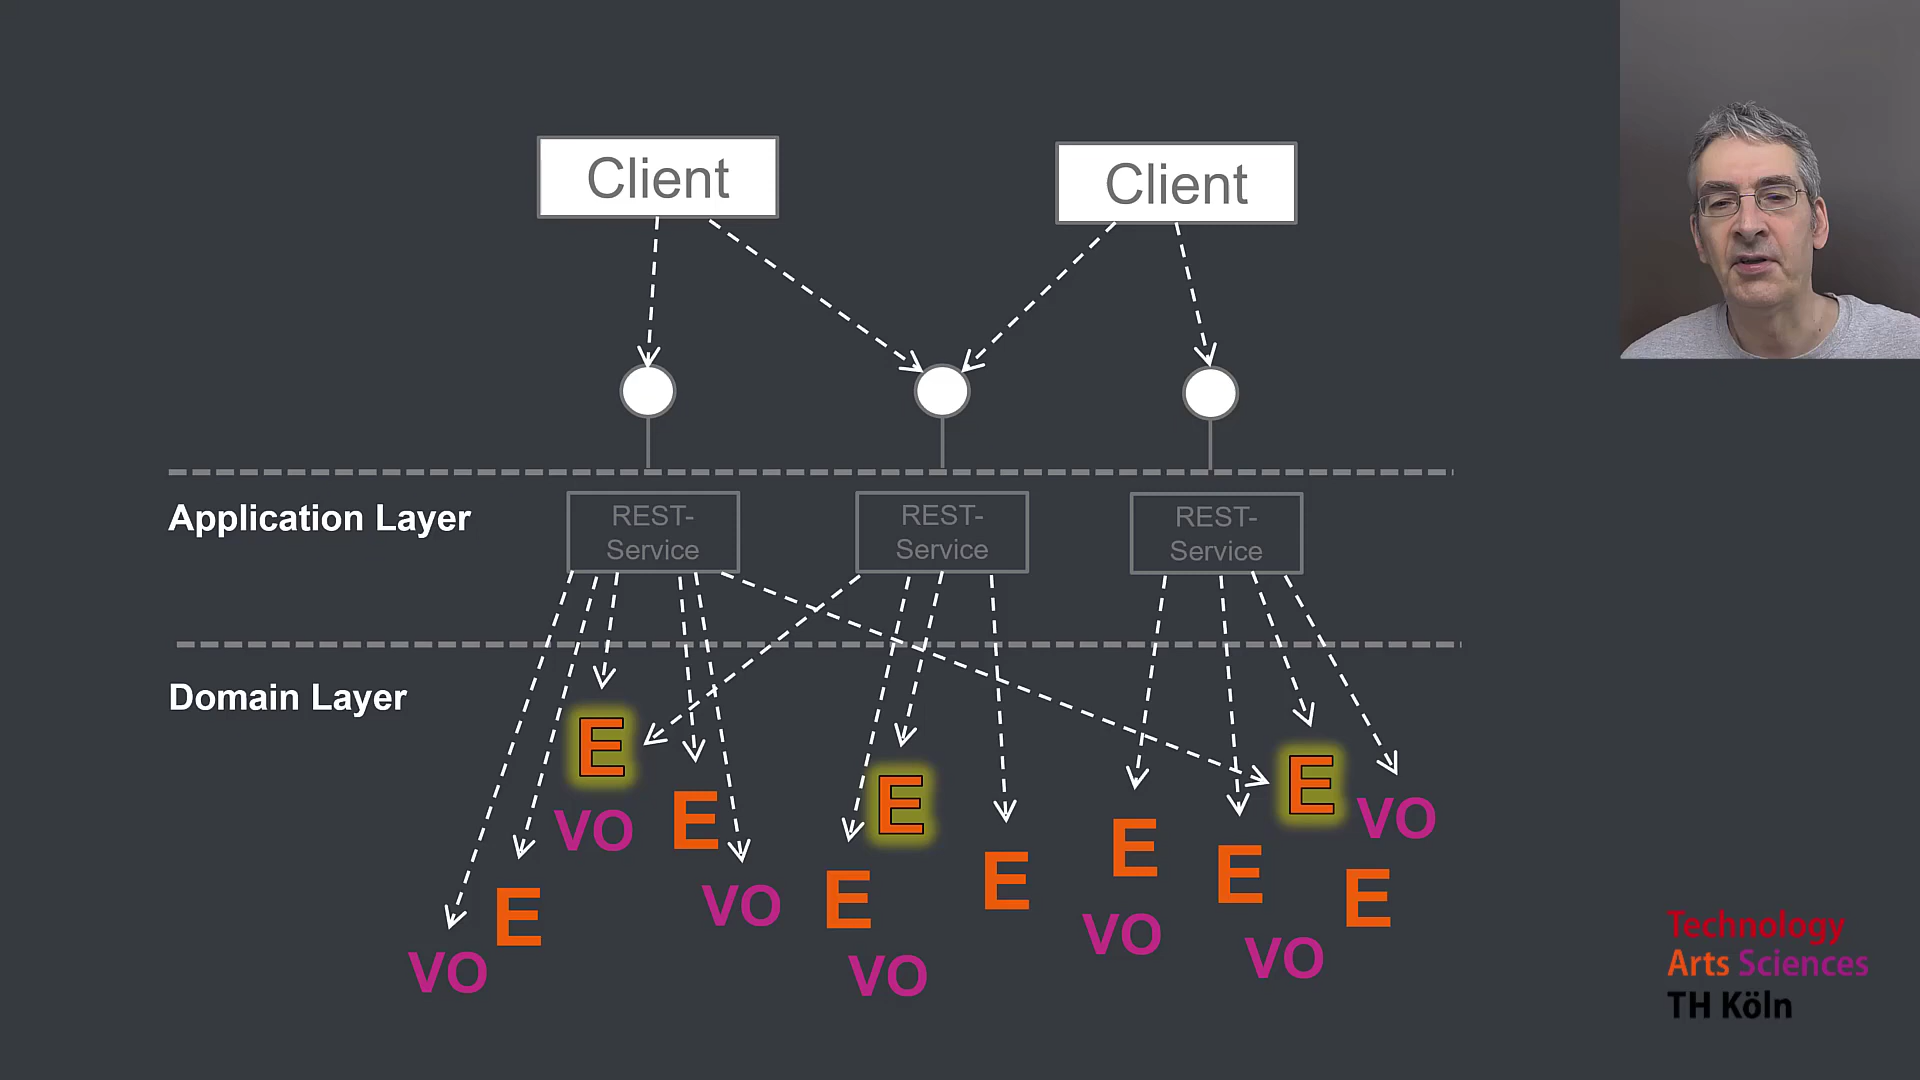 Client
Client
Application Layer
REST-
Service
REST-
Service
REST-
Service
Domain Layer
E
VO
E
E
VO
E
VO
E
E
VO
E
VO
E
E
VO
E
VO
E
VO
Technology
Arts Sciences
TH Köln